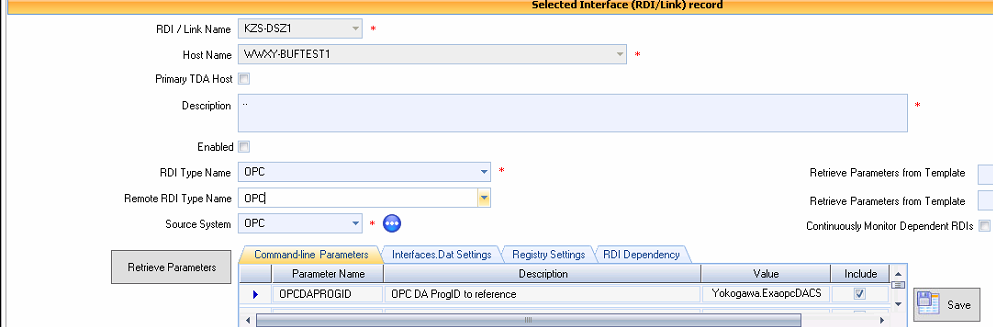 Selected Interface (RDI/Link) record
RDI / Link Name KZS-DSZ1 *
Host Name WWXY-BUFTEST1 *
Primary TDA Host
Description .. *
Enabled
RDI Type Name OPC * Retrieve Parameters from Template
Remote RDI Type Name OPC Retrieve Parameters from Template
Source System OPC * Continuously Monitor Dependent RDIs
Command-line Parameters Interfaces.Dat Settings Registry Settings RDI Dependency
Retrieve Parameters
Parameter Name Description Value Include
OPCDAPROGID OPC DA ProgID to reference Yokogawa.ExaopcDACS
Save